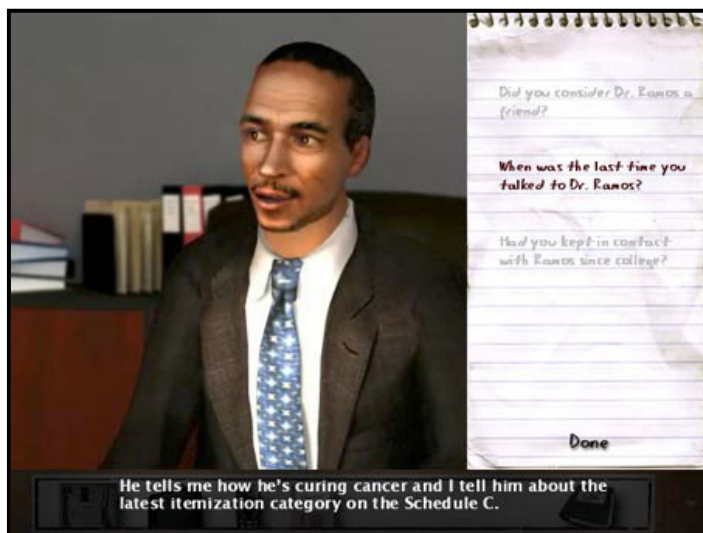 Did you consider Dr. Ramos a
friend?
When was the last time you
talked to Dr. Ramos?
Had you kept in contact
with Ramos since college?
Done
He tells me how he's curing cancer and I tell him about the
latest itemization category on the Schedule C.